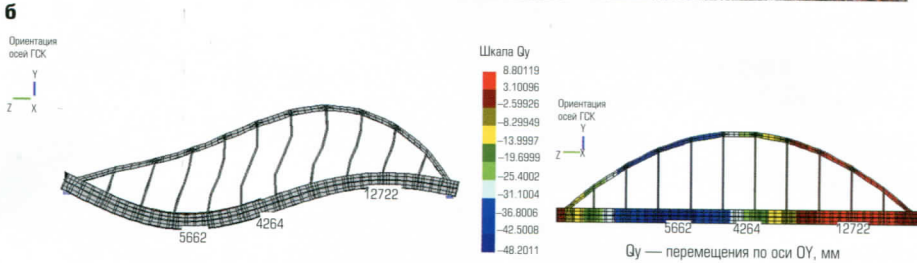 б
Ориентация
осей ГСК
Y
Z X
5662
4264
12722
Шкала Qy
8.80119
3.10096
−2.59926
−8.29949
−13.9997
−19.6999
−25.4002
−31.1004
−36.8006
−42.5008
−48.2011
Ориентация
осей ГСК
Y
Z X
5662
4264
12722
Qy — перемещения по оси OY, мм